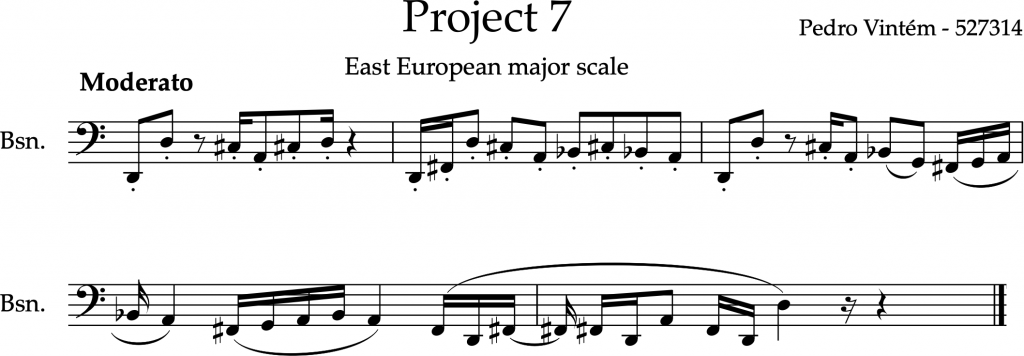 Project 7
Pedro Vintém - 527314
East European major scale
Moderato
Bsn.
Bsn.